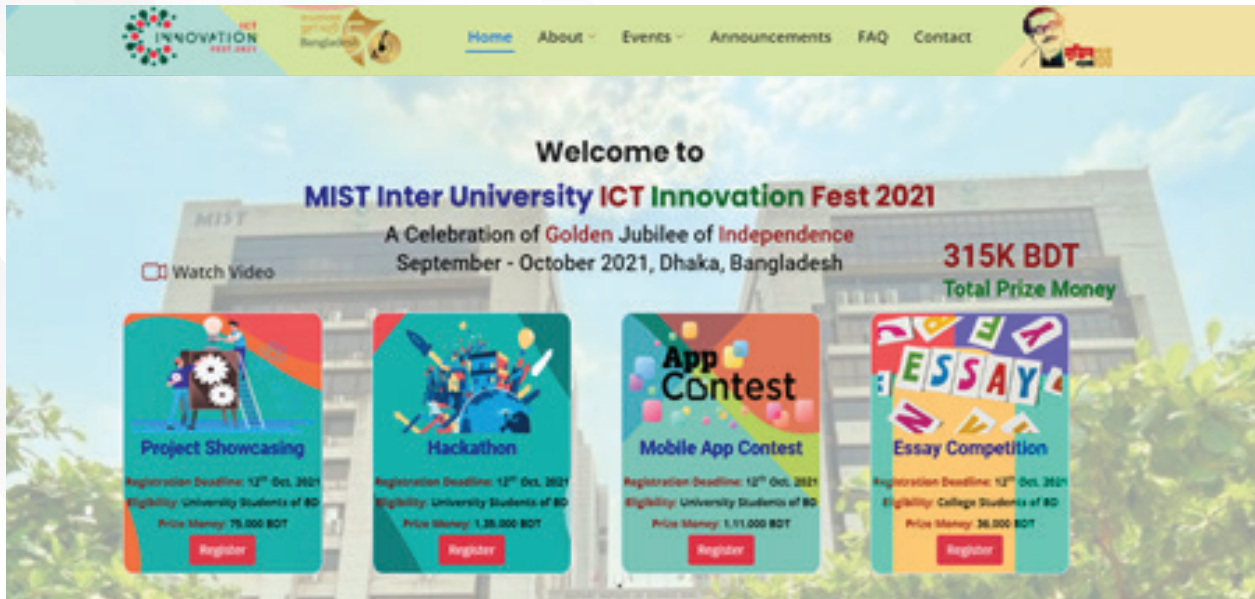 ICT
INNOVATION
FEST 2021
Bangladesh
Home About Events Announcements FAQ Contact
মুজিব
100
Welcome to
MIST Inter University ICT Innovation Fest 2021
MIST
A Celebration of Golden Jubilee of Independence
September - October 2021, Dhaka, Bangladesh
Watch Video
315K BDT
Total Prize Money
App
Contest
ESSAY
Project Showcasing
Registration Deadline: 12th Oct, 2021
Eligibility: University Students of BD
Prize Money: 75,000 BDT
Register
Hackathon
Registration Deadline: 12th Oct, 2021
Eligibility: University Students of BD
Prize Money: 1,35,000 BDT
Register
Mobile App Contest
Registration Deadline: 12th Oct, 2021
Eligibility: University Students of BD
Prize Money: 1,11,000 BDT
Register
Essay Competition
Registration Deadline: 12th Oct, 2021
Eligibility: College Students of BD
Prize Money: 36,000 BDT
Register